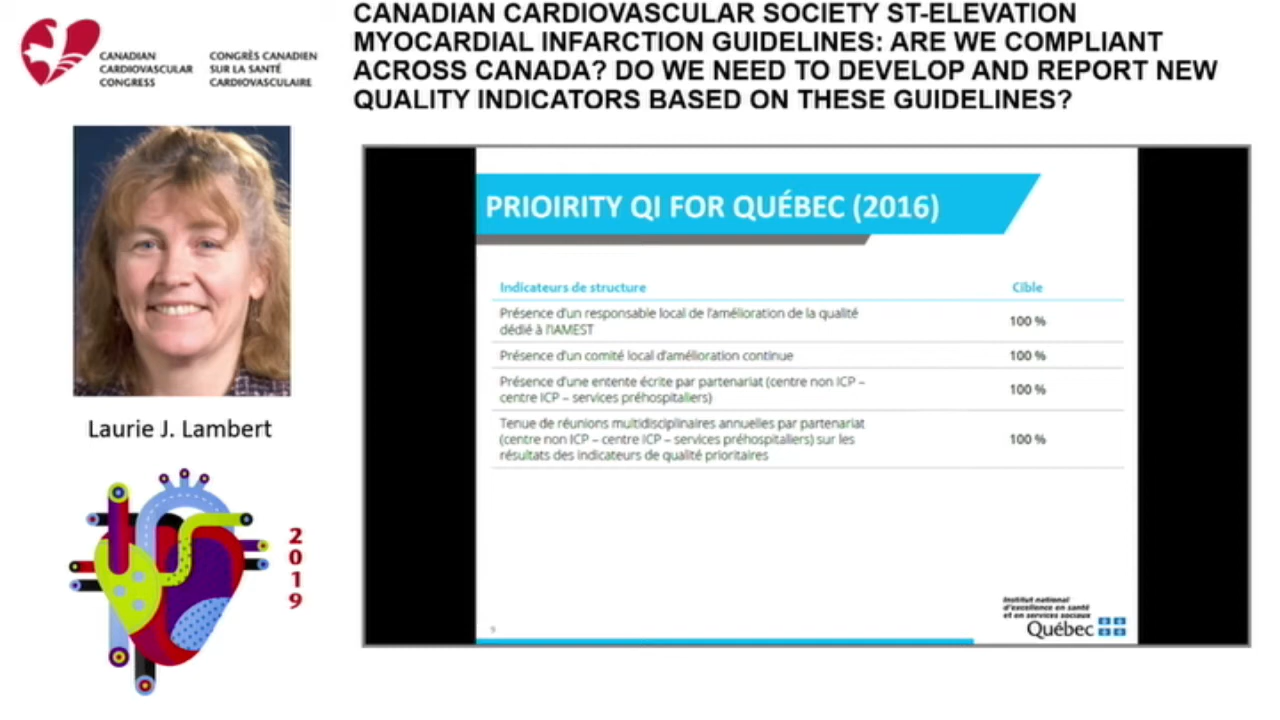 CANADIAN CARDIOVASCULAR SOCIETY ST-ELEVATION
MYOCARDIAL INFARCTION GUIDELINES: ARE WE COMPLIANT
ACROSS CANADA? DO WE NEED TO DEVELOP AND REPORT NEW
QUALITY INDICATORS BASED ON THESE GUIDELINES?
CANADIAN
CARDIOVASCULAR
CONGRESS
CONGRÈS CANADIEN
SUR LA SANTÉ
CARDIOVASCULAIRE
Laurie J. Lambert
2
0
1
9
PRIOIRITY QI FOR QUÉBEC (2016)
Indicateurs de structure
Cible
Présence d'un responsable local de l'amélioration de la qualité
dédié à l'IAMEST
100 %
Présence d'un comité local d'amélioration continue
100 %
Présence d'une entente écrite par partenariat (centre non ICP –
centre ICP – services préhospitaliers)
100 %
Tenue de réunions multidisciplinaires annuelles par partenariat
(centre non ICP – centre ICP – services préhospitaliers) sur les
résultats des indicateurs de qualité prioritaires
100 %
9
Institut national
d'excellence en santé
et en services sociaux
Québec